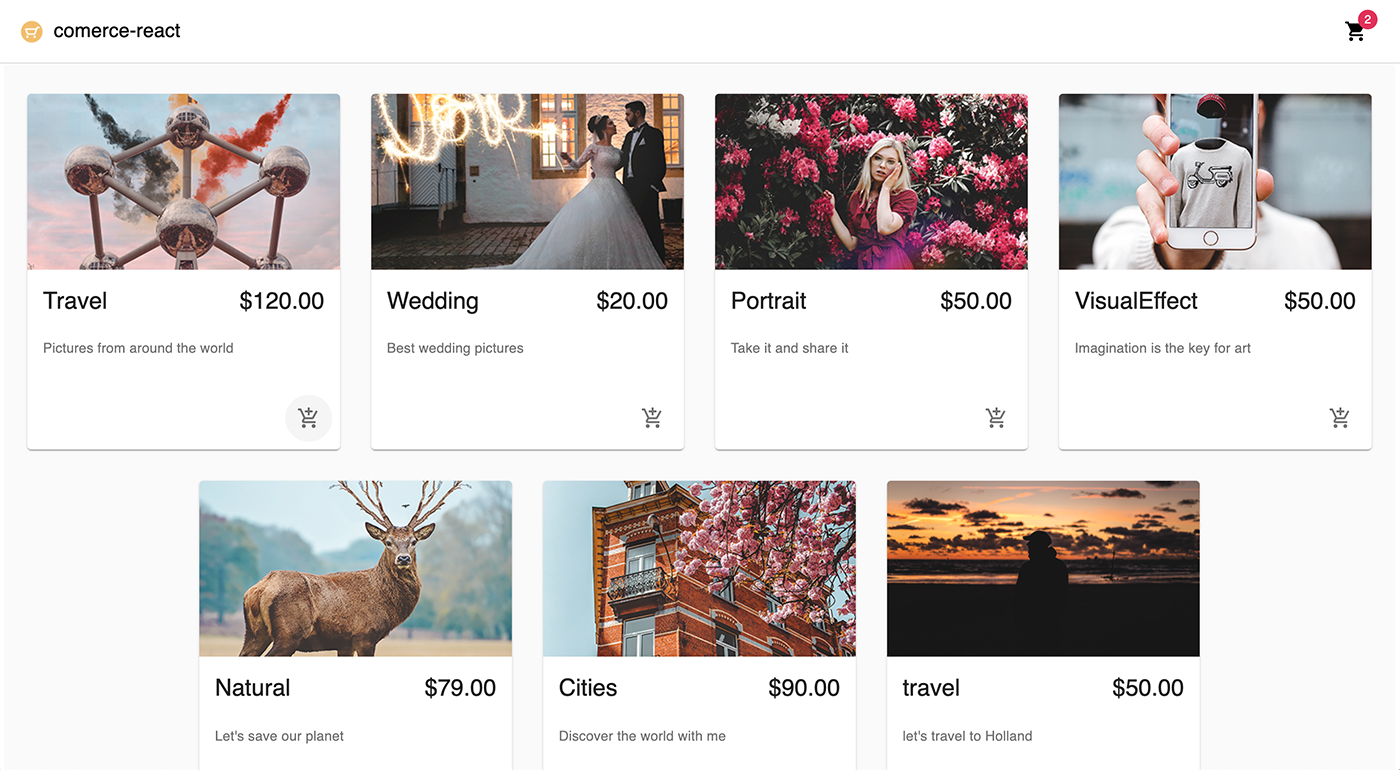 comerce-react
2
Travel $120.00
Pictures from around the world
Wedding $20.00
Best wedding pictures
Portrait $50.00
Take it and share it
VisualEffect $50.00
Imagination is the key for art
Natural $79.00
Let's save our planet
Cities $90.00
Discover the world with me
travel $50.00
let's travel to Holland